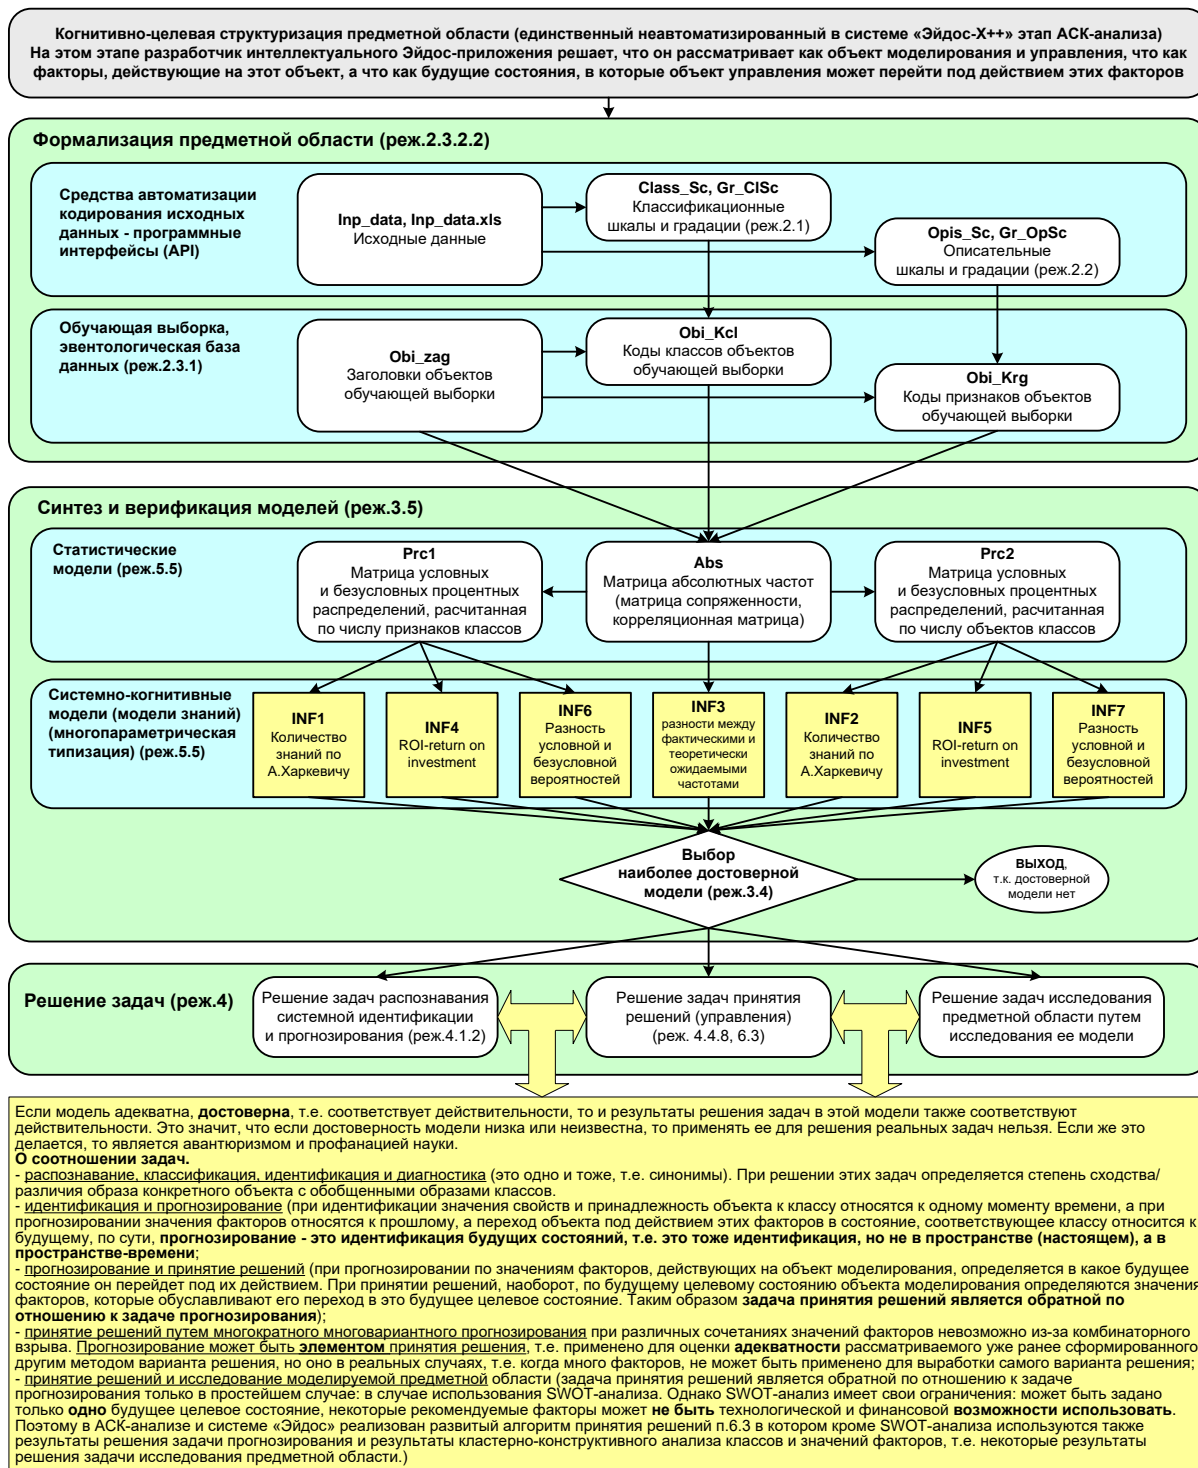 Когнитивно-целевая структуризация предметной области (единственный неавтоматизированный в системе «Эйдос-Х++» этап АСК-анализа)
На этом этапе разработчик интеллектуального Эйдос-приложения решает, что он рассматривает как объект моделирования и управления, что как
факторы, действующие на этот объект, а что как будущие состояния, в которые объект управления может перейти под действием этих факторов
Формализация предметной области (реж.2.3.2.2)
Средства автоматизации
кодирования исходных
данных - программные
интерфейсы (API)
Inp_data, Inp_data.xls
Исходные данные
Class_Sc, Gr_ClSc
Классификационные
шкалы и градации (реж.2.1)
Opis_Sc, Gr_OpSc
Описательные
шкалы и градации (реж.2.2)
Обучающая выборка,
эвентологическая база
данных (реж.2.3.1)
Obi_zag
Заголовки объектов
обучающей выборки
Obi_Kcl
Коды классов объектов
обучающей выборки
Obi_Krg
Коды признаков объектов
обучающей выборки
Синтез и верификация моделей (реж.3.5)
Статистические
модели (реж.5.5)
Prc1
Матрица условных
и безусловных процентных
распределений, расчитанная
по числу признаков классов
Abs
Матрица абсолютных частот
(матрица сопряженности,
корреляционная матрица)
Prc2
Матрица условных
и безусловных процентных
распределений, расчитанная
по числу объектов классов
Системно-когнитивные
модели (модели знаний)
(многопараметрическая
типизация) (реж.5.5)
INF1
Количество
знаний по
А.Харкевичу
INF4
ROI-return on
investment
INF6
Разность
условной и
безусловной
вероятностей
INF3
разности между
фактическими и
теоретически
ожидаемыми
частотами
INF2
Количество
знаний по
А.Харкевичу
INF5
ROI-return on
investment
INF7
Разность
условной и
безусловной
вероятностей
Выбор
наиболее достоверной
модели (реж.3.4)
ВЫХОД,
т.к. достоверной
модели нет
Решение задач (реж.4)
Решение задач распознавания
системной идентификации
и прогнозирования (реж.4.1.2)
Решение задач принятия
решений (управления)
(реж. 4.4.8, 6.3)
Решение задач исследования
предметной области путем
исследования ее модели
Если модель адекватна, достоверна, т.е. соответствует действительности, то и результаты решения задач в этой модели также соответствуют
действительности. Это значит, что если достоверность модели низка или неизвестна, то применять ее для решения реальных задач нельзя. Если же это
делается, то является авантюризмом и профанацией науки.
О соотношении задач.
- распознавание, классификация, идентификация и диагностика (это одно и тоже, т.е. синонимы). При решении этих задач определяется степень сходства/
различия образа конкретного объекта с обобщенными образами классов.
- идентификация и прогнозирование (при идентификации значения свойств и принадлежность объекта к классу относятся к одному моменту времени, а при
прогнозировании значения факторов относятся к прошлому, а переход объекта под действием этих факторов в состояние, соответствующее классу относится к
будущему, по сути, прогнозирование - это идентификация будущих состояний, т.е. это тоже идентификация, но не в пространстве (настоящем), а в
пространстве-времени;
- прогнозирование и принятие решений (при прогнозировании по значениям факторов, действующих на объект моделирования, определяется в какое будущее
состояние он перейдет под их действием. При принятии решений, наоборот, по будущему целевому состоянию объекта моделирования определяются значения
факторов, которые обуславливают его переход в это будущее целевое состояние. Таким образом задача принятия решений является обратной по
отношению к задаче прогнозирования);
- принятие решений путем многократного многовариантного прогнозирования при различных сочетаниях значений факторов невозможно из-за комбинаторного
взрыва. Прогнозирование может быть элементом принятия решения, т.е. применено для оценки адекватности рассматриваемого уже ранее сформированного
другим методом варианта решения, но оно в реальных случаях, т.е. когда много факторов, не может быть применено для выработки самого варианта решения;
- принятие решений и исследование моделируемой предметной области (задача принятия решений является обратной по отношению к задаче
прогнозирования только в простейшем случае: в случае использования SWOT-анализа. Однако SWOT-анализ имеет свои ограничения: может быть задано
только одно будущее целевое состояние, некоторые рекомендуемые факторы может не быть технологической и финансовой возможности использовать.
Поэтому в АСК-анализе и системе «Эйдос» реализован развитый алгоритм принятия решений п.6.3 в котором кроме SWOT-анализа используются также
результаты решения задачи прогнозирования и результаты кластерно-конструктивного анализа классов и значений факторов, т.е. некоторые результаты
решения задачи исследования предметной области.)